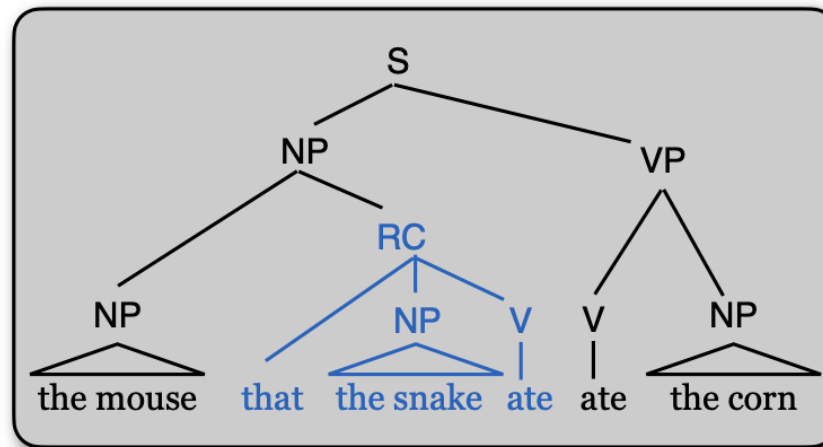 S
NP VP
RC
NP NP V V NP
the mouse that the snake ate ate the corn